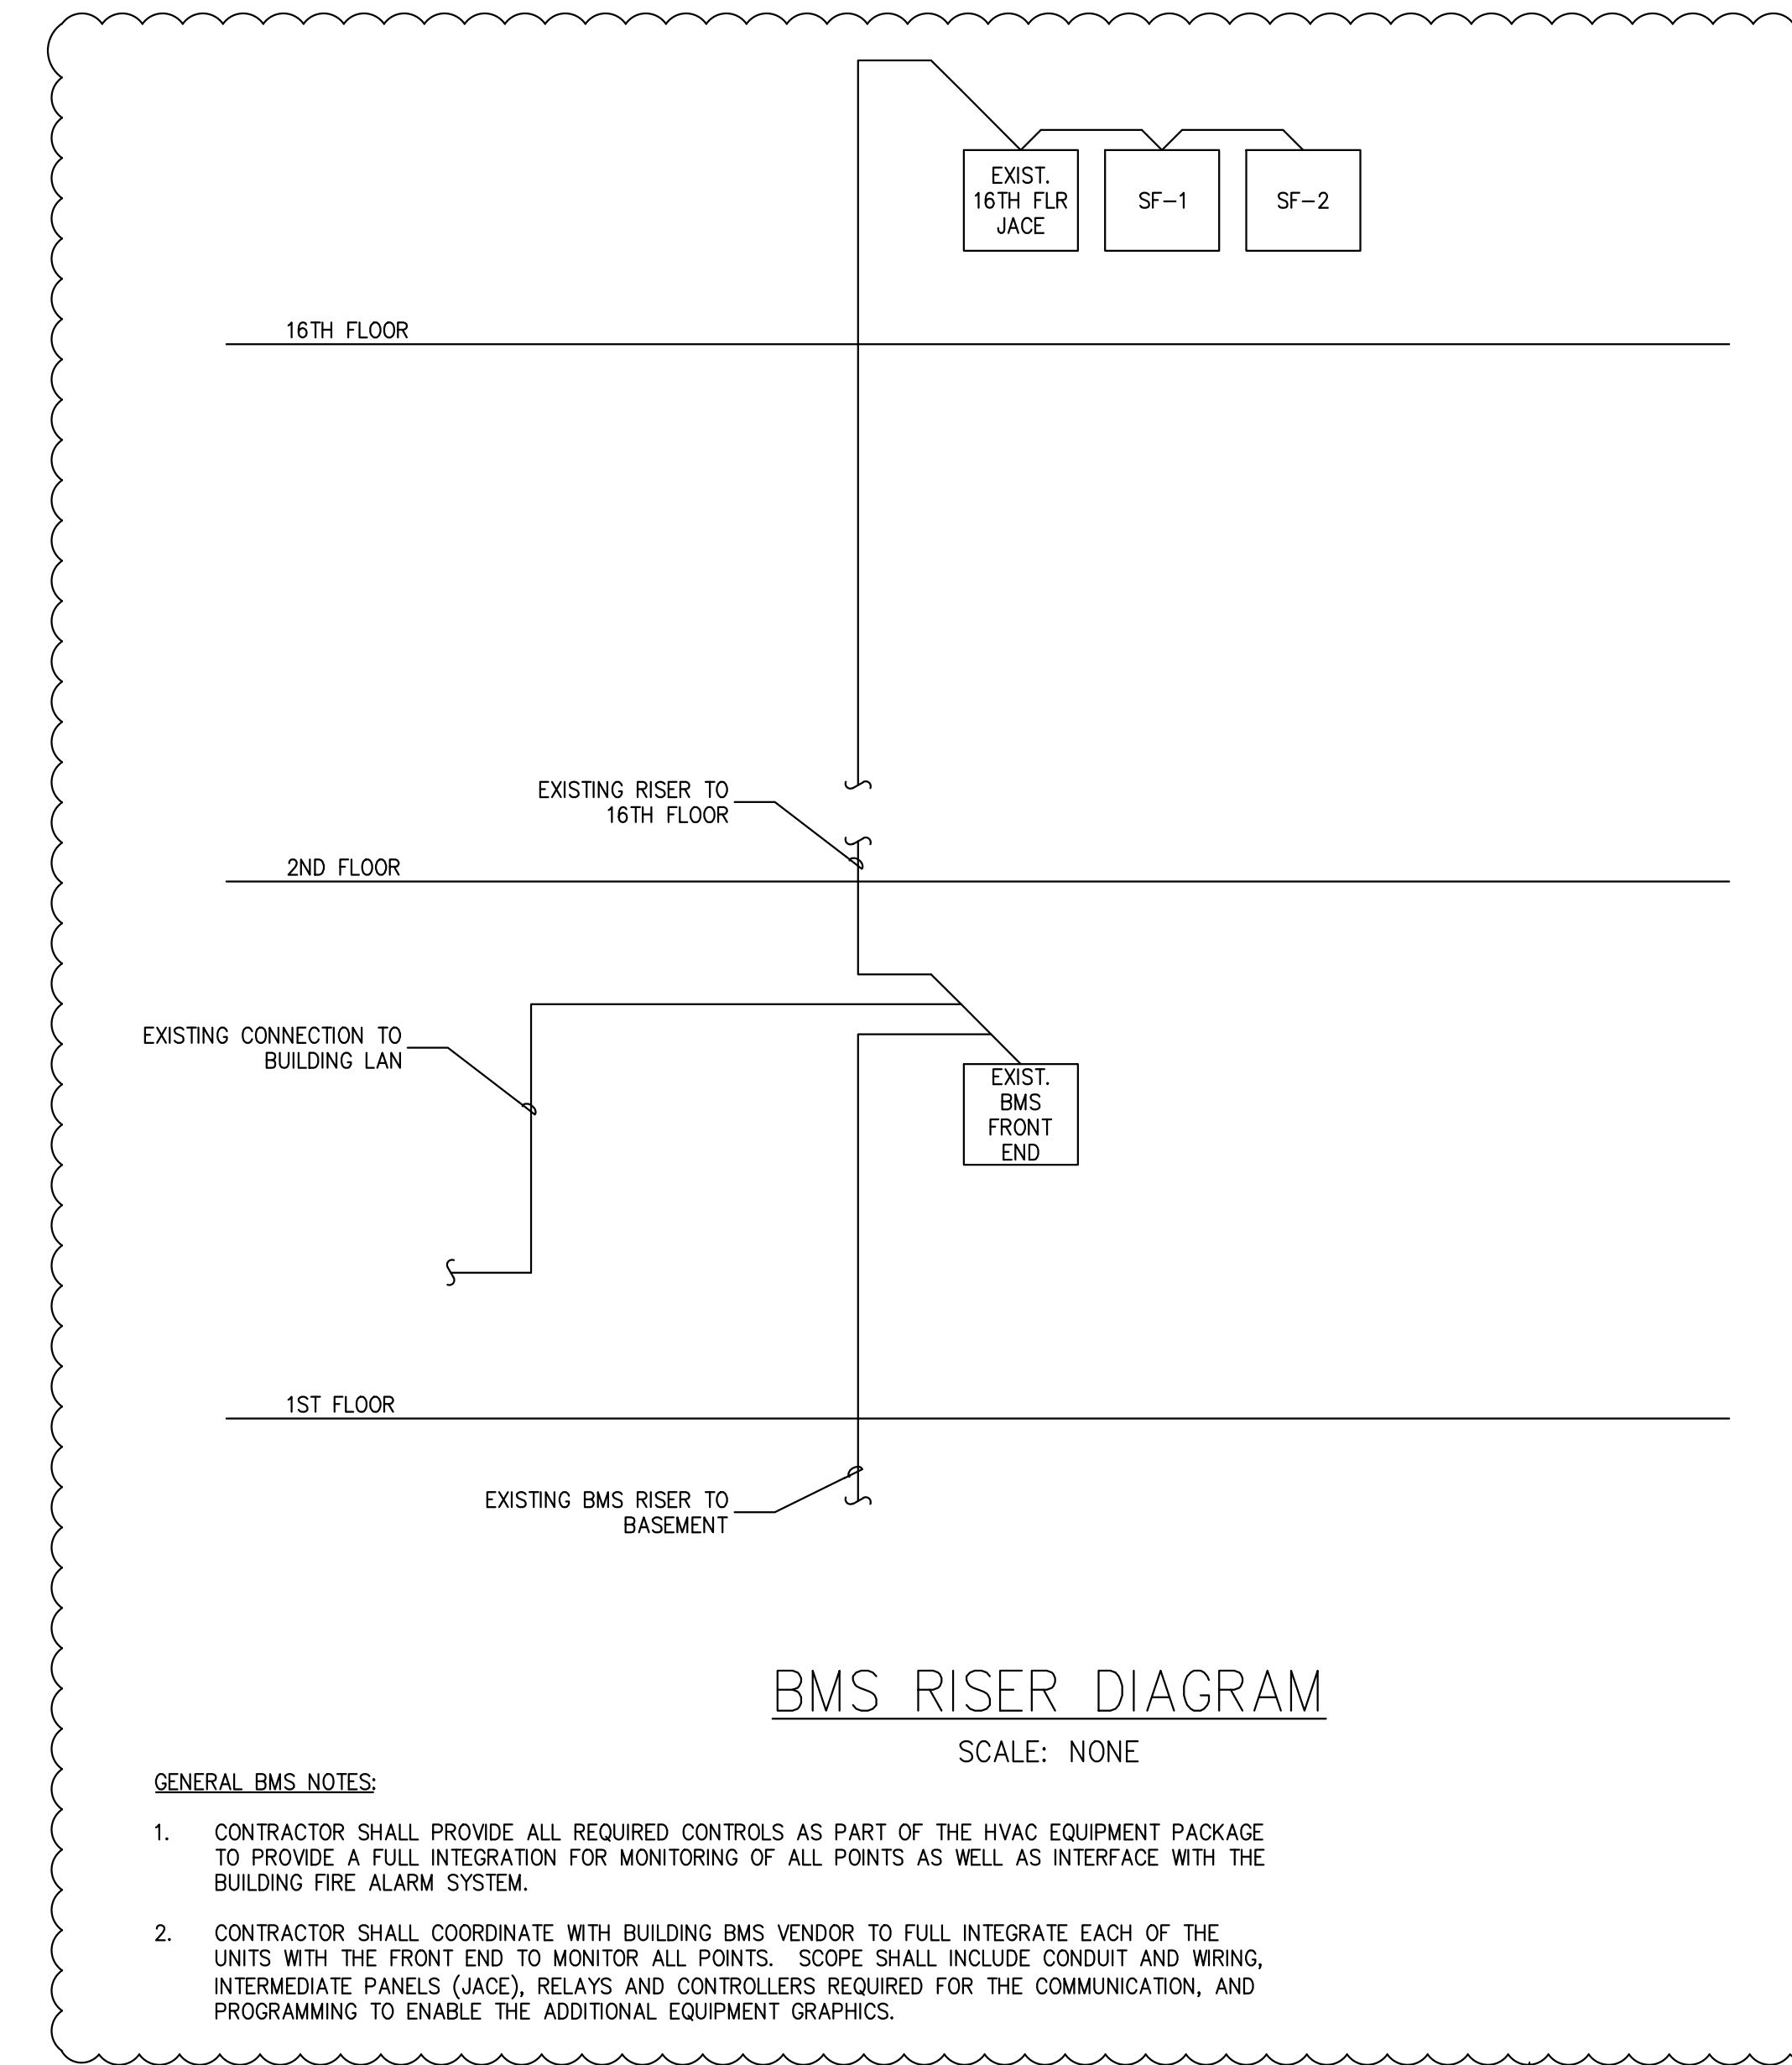 EXIST.
16TH FLR
JACE
SF-1
SF-2
16TH FLOOR
EXISTING RISER TO
16TH FLOOR
2ND FLOOR
EXISTING CONNECTION TO
BUILDING LAN
EXIST.
BMS
FRONT
END
1ST FLOOR
EXISTING BMS RISER TO
BASEMENT
BMS RISER DIAGRAM
SCALE: NONE
GENERAL BMS NOTES:
1. CONTRACTOR SHALL PROVIDE ALL REQUIRED CONTROLS AS PART OF THE HVAC EQUIPMENT PACKAGE
TO PROVIDE A FULL INTEGRATION FOR MONITORING OF ALL POINTS AS WELL AS INTERFACE WITH THE
BUILDING FIRE ALARM SYSTEM.
2. CONTRACTOR SHALL COORDINATE WITH BUILDING BMS VENDOR TO FULL INTEGRATE EACH OF THE
UNITS WITH THE FRONT END TO MONITOR ALL POINTS. SCOPE SHALL INCLUDE CONDUIT AND WIRING,
INTERMEDIATE PANELS (JACE), RELAYS AND CONTROLLERS REQUIRED FOR THE COMMUNICATION, AND
PROGRAMMING TO ENABLE THE ADDITIONAL EQUIPMENT GRAPHICS.